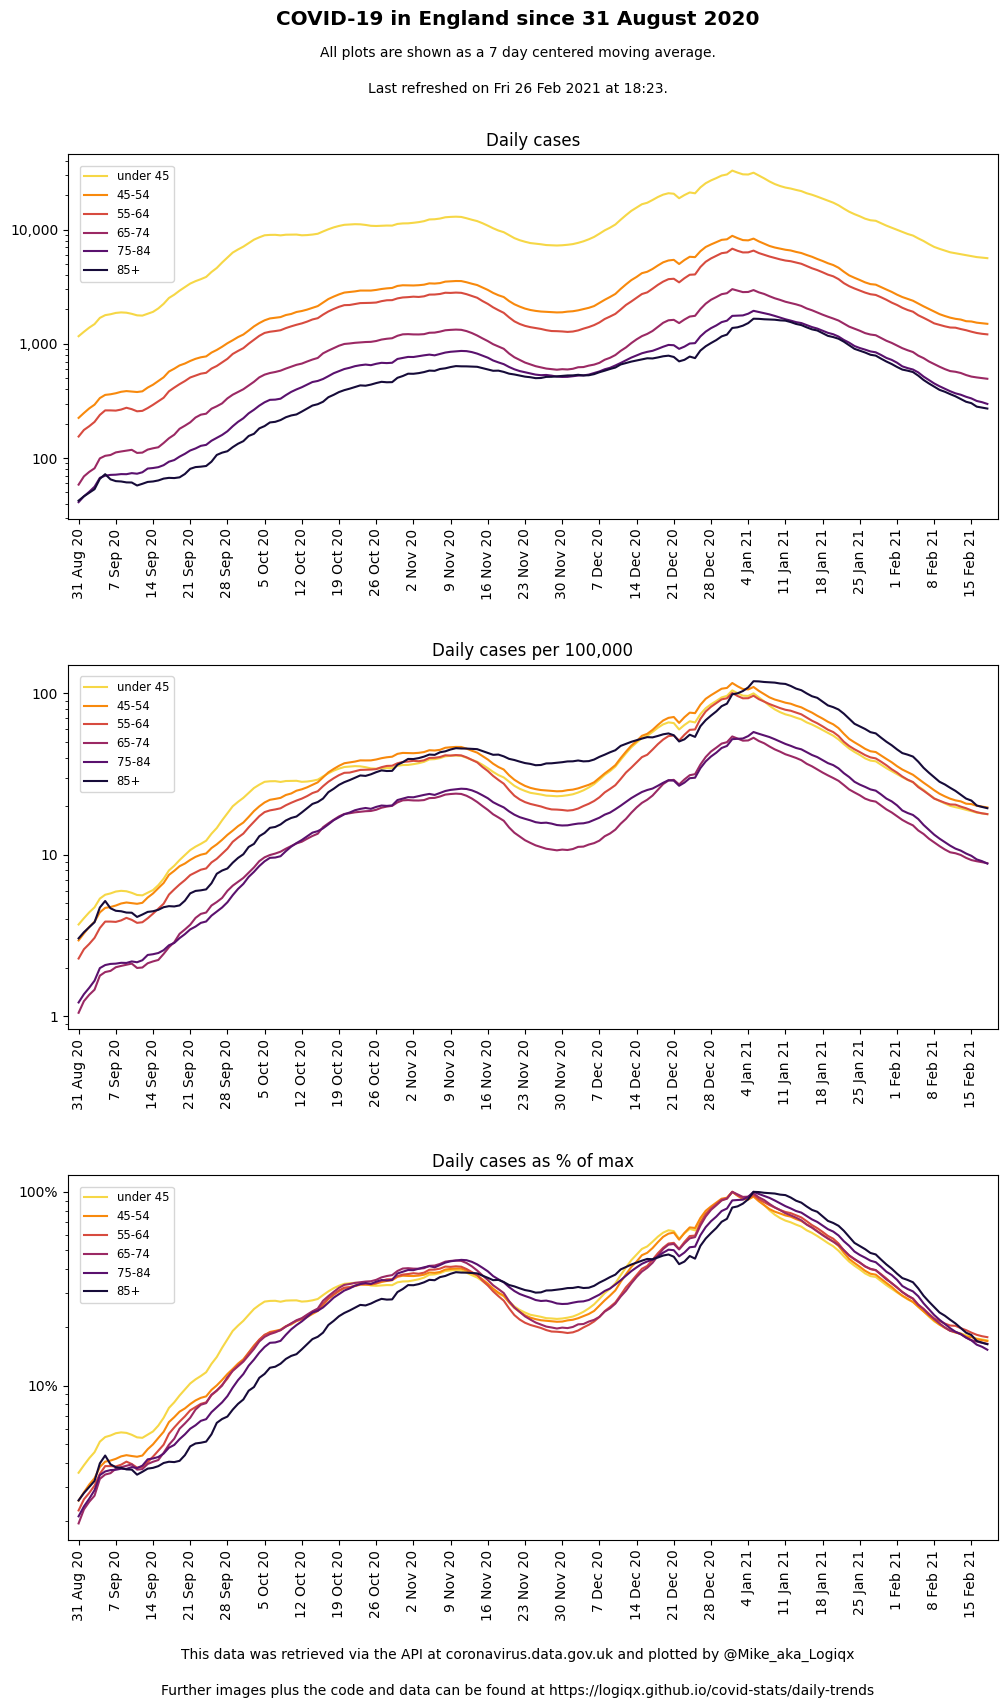 COVID-19 in England since 31 August 2020
All plots are shown as a 7 day centered moving average.
Last refreshed on Fri 26 Feb 2021 at 18:23.
Daily cases
under 45
45-54
55-64
65-74
75-84
85+
10,000
1,000
100
31 Aug 20
7 Sep 20
14 Sep 20
21 Sep 20
28 Sep 20
5 Oct 20
12 Oct 20
19 Oct 20
26 Oct 20
2 Nov 20
9 Nov 20
16 Nov 20
23 Nov 20
30 Nov 20
7 Dec 20
14 Dec 20
21 Dec 20
28 Dec 20
4 Jan 21
11 Jan 21
18 Jan 21
25 Jan 21
1 Feb 21
8 Feb 21
15 Feb 21
Daily cases per 100,000
under 45
45-54
55-64
65-74
75-84
85+
100
10
1
31 Aug 20
7 Sep 20
14 Sep 20
21 Sep 20
28 Sep 20
5 Oct 20
12 Oct 20
19 Oct 20
26 Oct 20
2 Nov 20
9 Nov 20
16 Nov 20
23 Nov 20
30 Nov 20
7 Dec 20
14 Dec 20
21 Dec 20
28 Dec 20
4 Jan 21
11 Jan 21
18 Jan 21
25 Jan 21
1 Feb 21
8 Feb 21
15 Feb 21
Daily cases as % of max
under 45
45-54
55-64
65-74
75-84
85+
100%
10%
31 Aug 20
7 Sep 20
14 Sep 20
21 Sep 20
28 Sep 20
5 Oct 20
12 Oct 20
19 Oct 20
26 Oct 20
2 Nov 20
9 Nov 20
16 Nov 20
23 Nov 20
30 Nov 20
7 Dec 20
14 Dec 20
21 Dec 20
28 Dec 20
4 Jan 21
11 Jan 21
18 Jan 21
25 Jan 21
1 Feb 21
8 Feb 21
15 Feb 21
This data was retrieved via the API at coronavirus.data.gov.uk and plotted by @Mike_aka_Logiqx
Further images plus the code and data can be found at https://logiqx.github.io/covid-stats/daily-trends